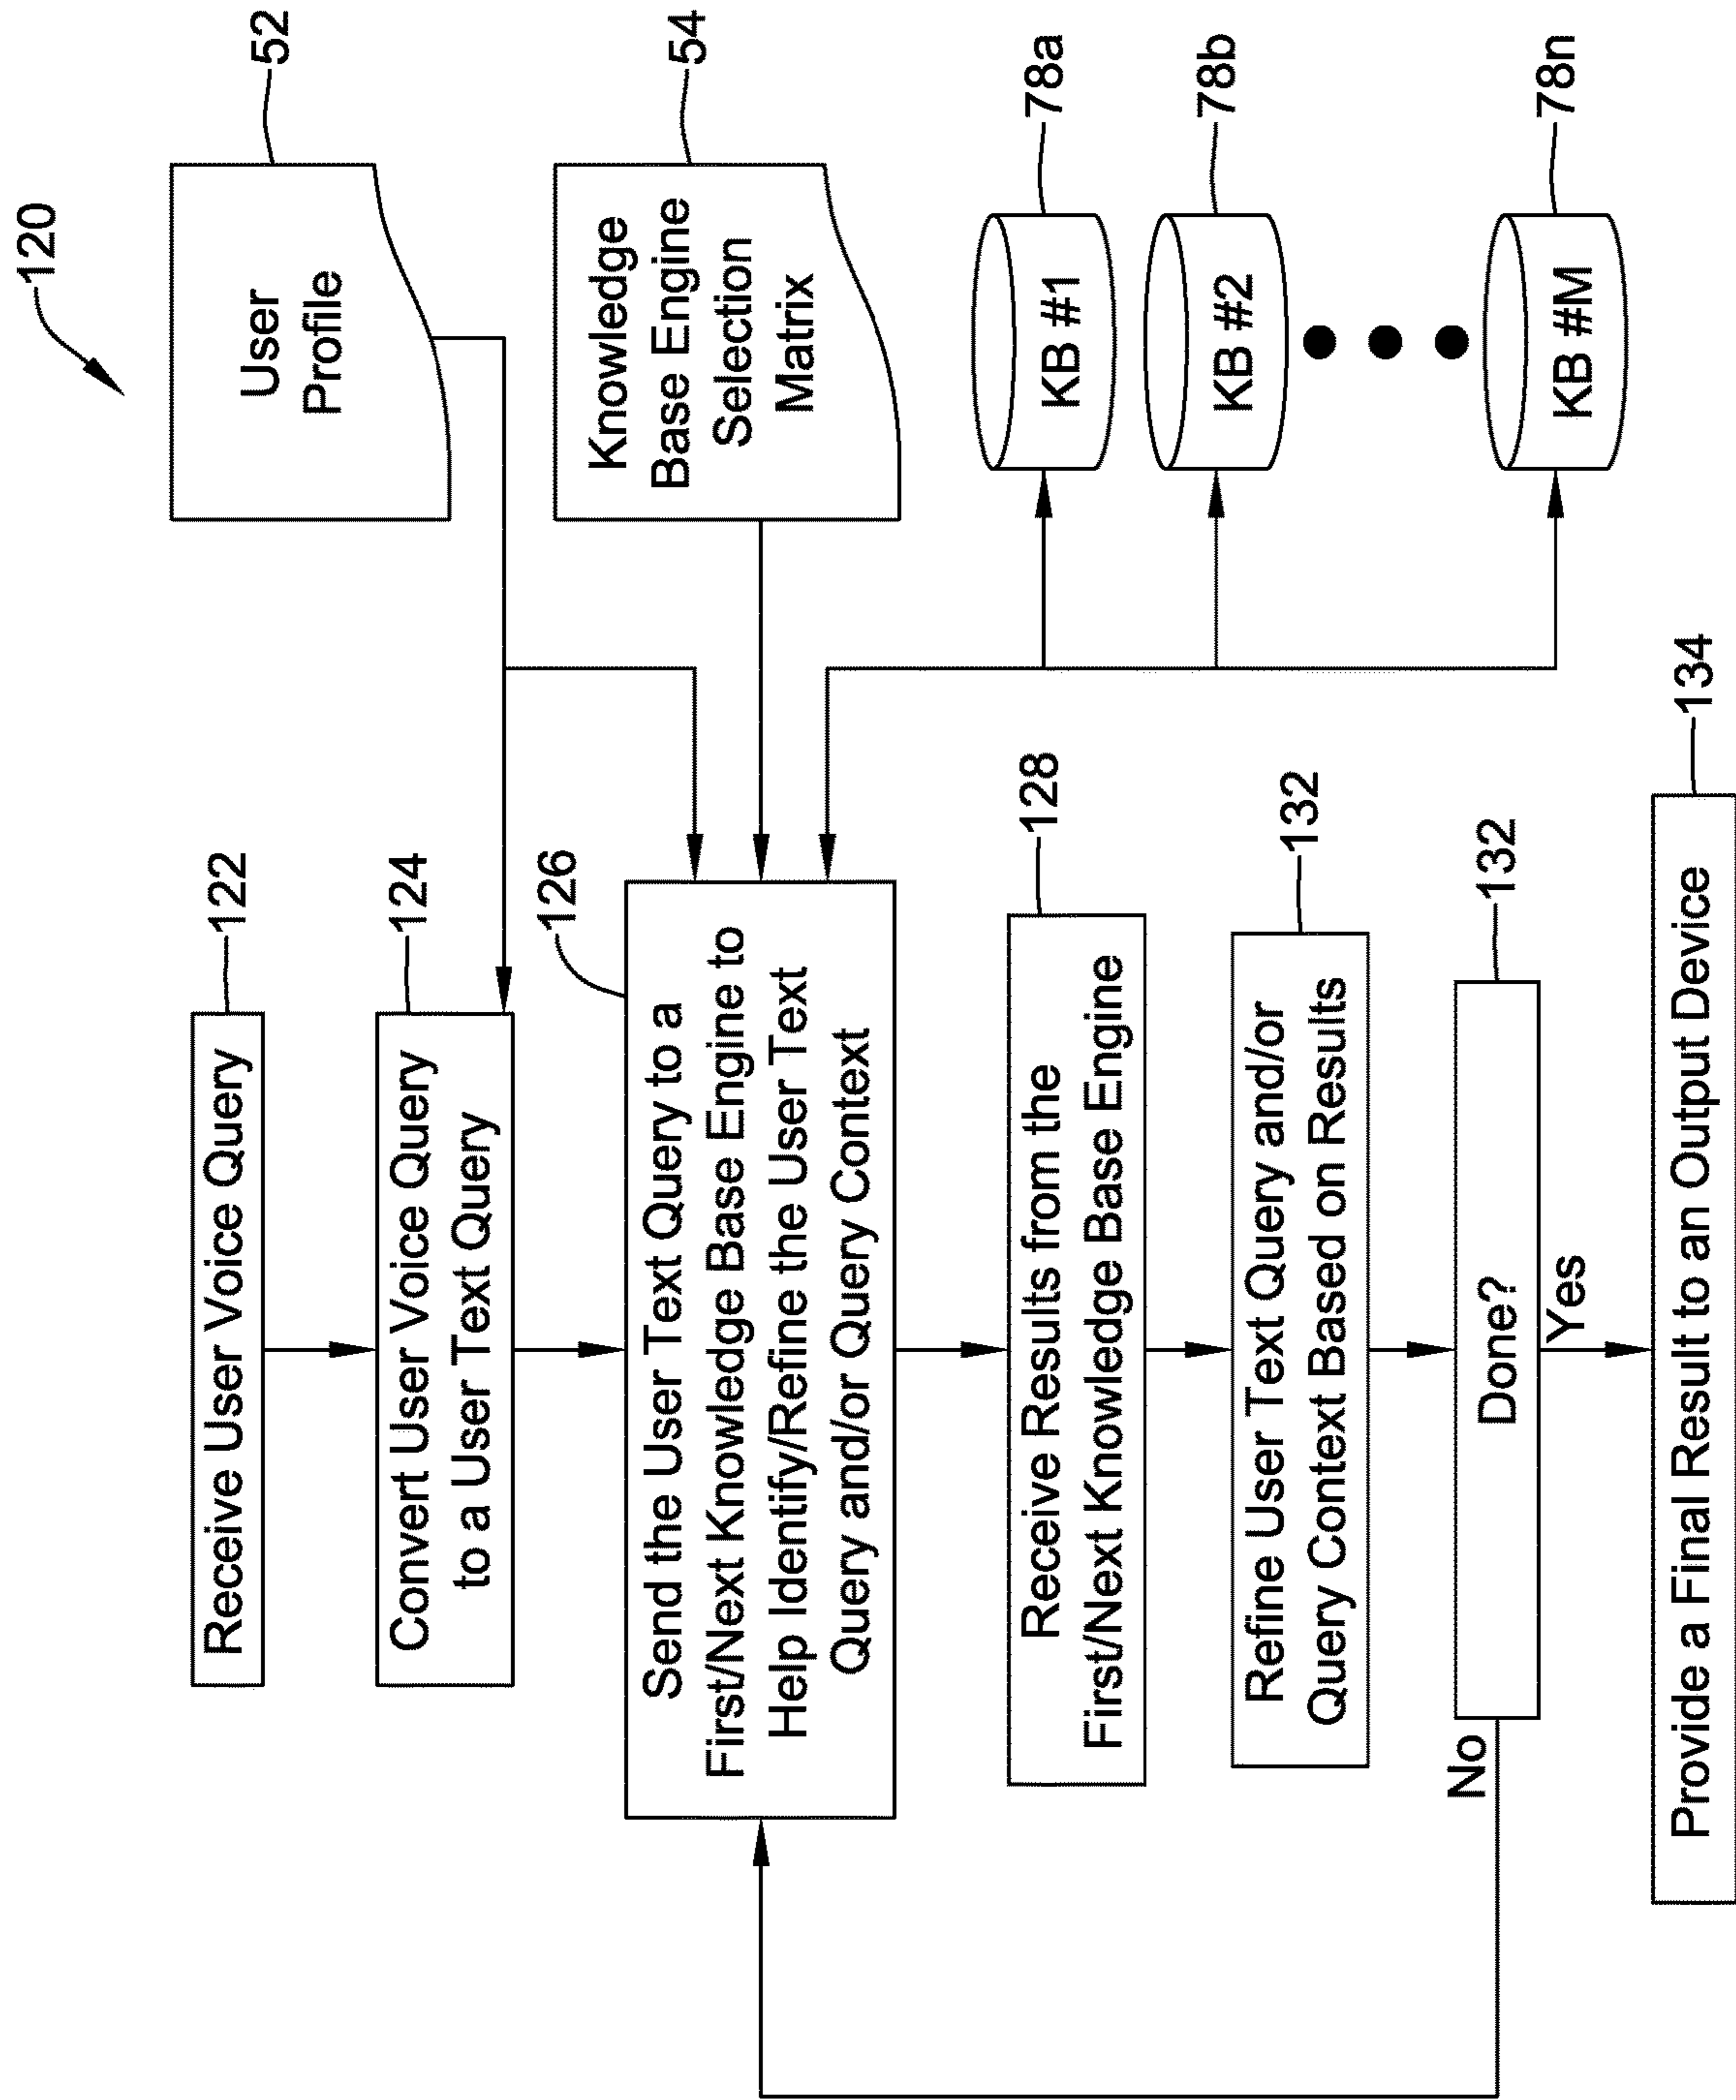 120
Receive User Voice Query
122
Convert User Voice Query
to a User Text Query
124
Send the User Text Query to a
First/Next Knowledge Base Engine to
Help Identify/Refine the User Text
Query and/or Query Context
126
Receive Results from the
First/Next Knowledge Base Engine
128
Refine User Text Query and/or
Query Context Based on Results
132
Done?
132
No
Yes
Provide a Final Result to an Output Device
134
User
Profile
52
Knowledge
Base Engine
Selection
Matrix
54
KB #1
78a
KB #2
78b
KB #M
78n